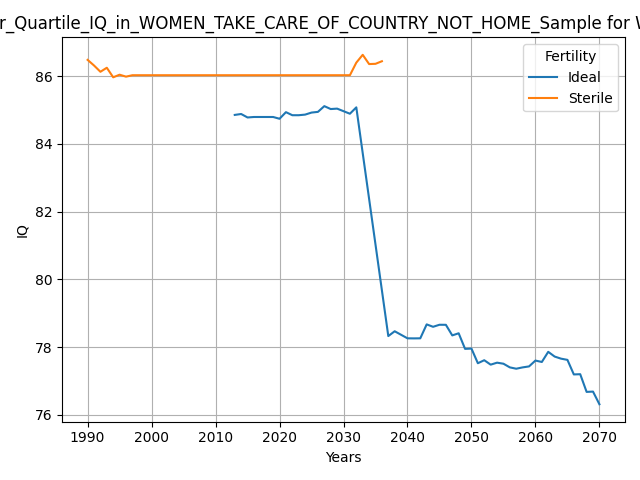 r_Quartile_IQ_in_WOMEN_TAKE_CARE_OF_COUNTRY_NOT_HOME_Sample for
Fertility
Ideal
Sterile
86
84
82
80
78
76
IQ
1990 2000 2010 2020 2030 2040 2050 2060 2070
Years